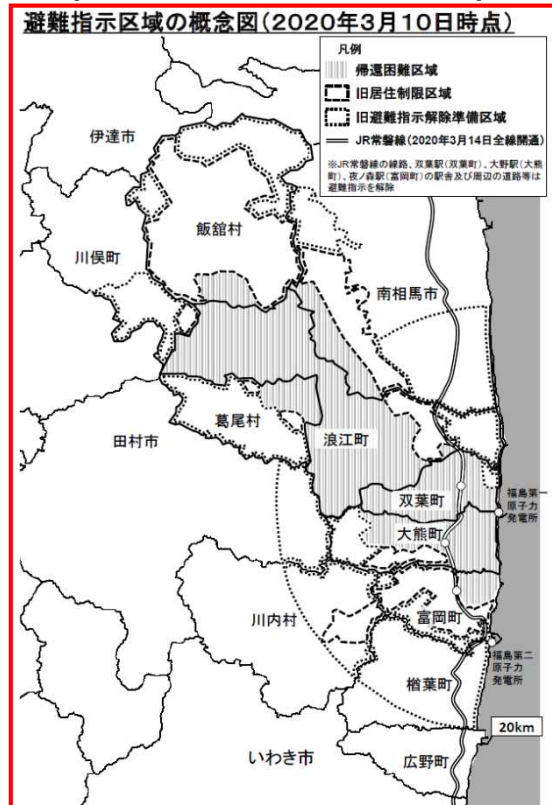 避難指示区域の概念図(2020年3月10日時点)
凡例
帰還困難区域
旧居住制限区域
旧避難指示解除準備区域
JR常磐線(2020年3月14日全線開通)
※JR常磐線の線路、双葉駅(双葉町)、大野駅(大熊
町)、夜ノ森駅(富岡町)の駅舎及び周辺の道路等は
避難指示を解除
伊達市
飯舘村
川俣町
南相馬市
葛尾村
田村市
浪江町
双葉町
福島第一
原子力
発電所
大熊町
川内村
富岡町
福島第二
原子力
発電所
楢葉町
20km
いわき市
広野町